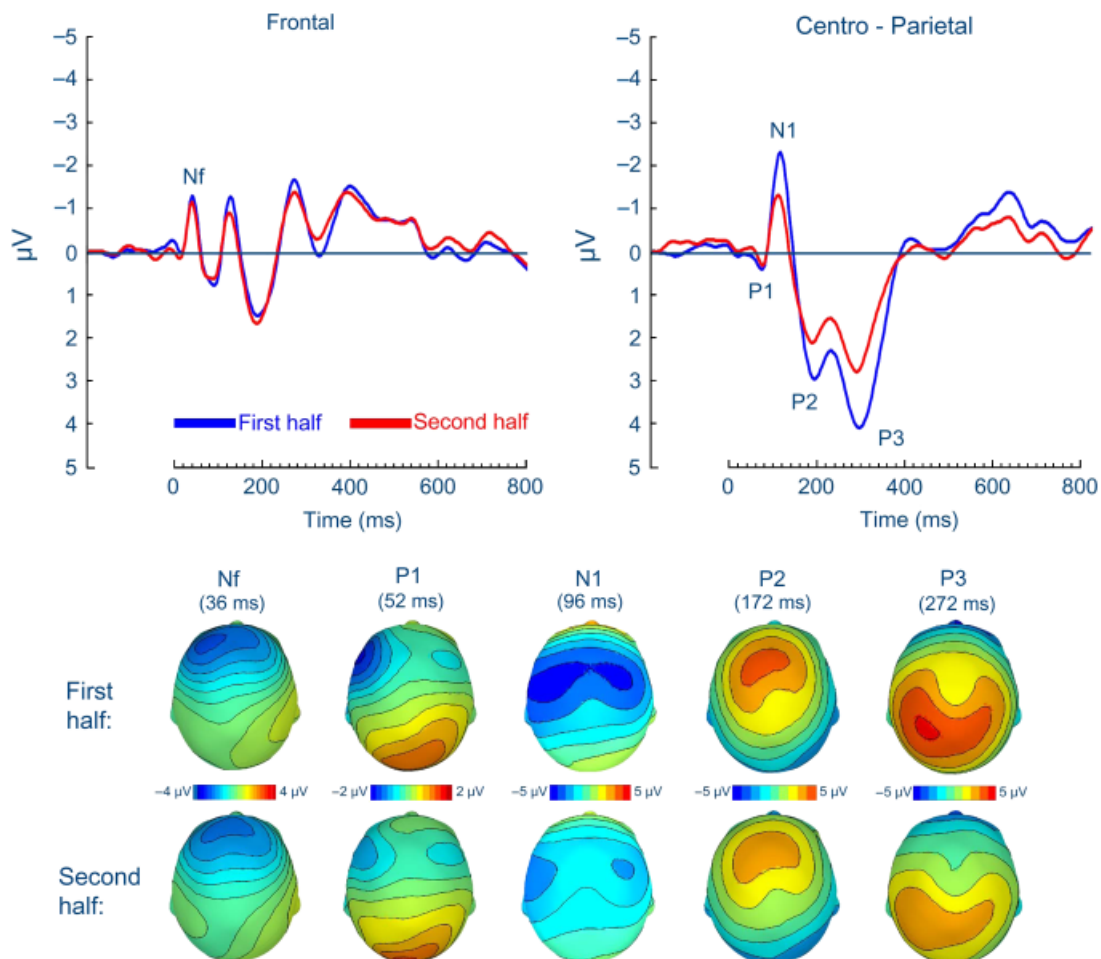 Frontal
Centro - Parietal
−5
−4
−3
−2
−1
0
1
2
3
4
5
µV
Nf
First half
Second half
0 200 400 600 800
Time (ms)
−5
−4
−3
−2
−1
0
1
2
3
4
5
µV
N1
P1
P2
P3
0 200 400 600 800
Time (ms)
Nf P1 N1 P2 P3
(36 ms) (52 ms) (96 ms) (172 ms) (272 ms)
First
half:
−4 µV 4 µV −2 µV 2 µV −5 µV 5 µV −5 µV 5 µV −5 µV 5 µV
Second
half: